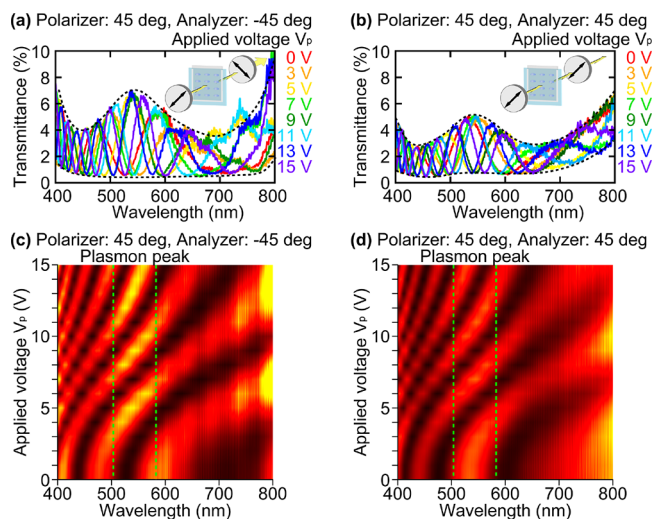 (a) Polarizer: 45 deg, Analyzer: -45 deg
Applied voltage Vp
Transmittance (%)
10
8
6
4
2
0
400 500 600 700 800
Wavelength (nm)
0 V
3 V
5 V
7 V
9 V
11 V
13 V
15 V
(b) Polarizer: 45 deg, Analyzer: 45 deg
Applied voltage Vp
Transmittance (%)
10
8
6
4
2
0
400 500 600 700 800
Wavelength (nm)
0 V
3 V
5 V
7 V
9 V
11 V
13 V
15 V
(c) Polarizer: 45 deg, Analyzer: -45 deg
Plasmon peak
Applied voltage Vp (V)
15
10
5
0
400 500 600 700 800
Wavelength (nm)
(d) Polarizer: 45 deg, Analyzer: 45 deg
Plasmon peak
Applied voltage Vp (V)
15
10
5
0
400 500 600 700 800
Wavelength (nm)